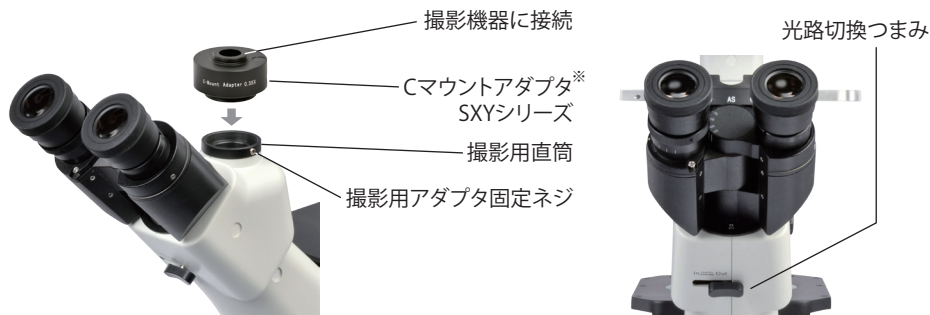 撮影機器に接続
C-Mount Adapter 0.35X
Cマウントアダプタ※
SXYシリーズ
撮影用直筒
撮影用アダプタ固定ネジ
光路切換つまみ
AS